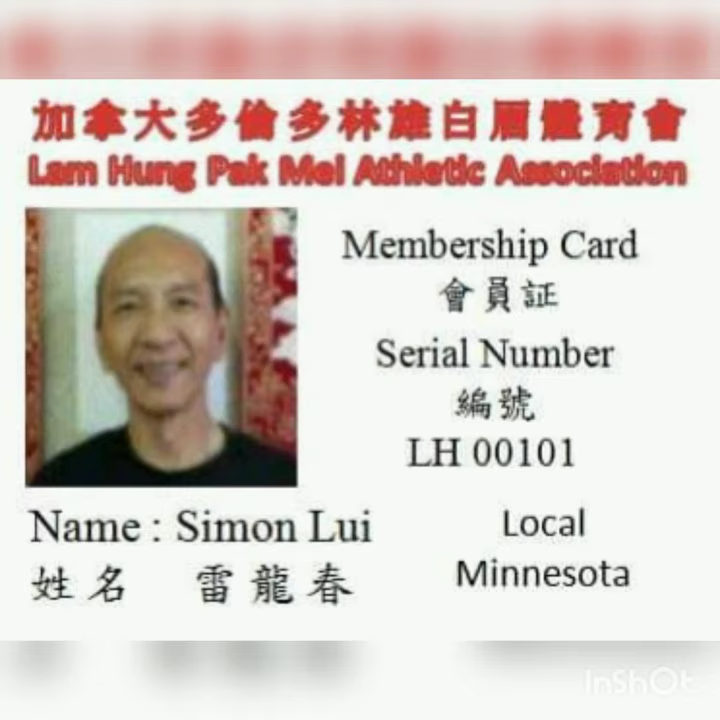 加拿大多倫多林雄白眉體育會
Lam Hung Pak Mei Athletic Association
Membership Card
會員証
Serial Number
編號
LH 00101
Name : Simon Lui
姓名 雷龍春
Local
Minnesota
InShOt